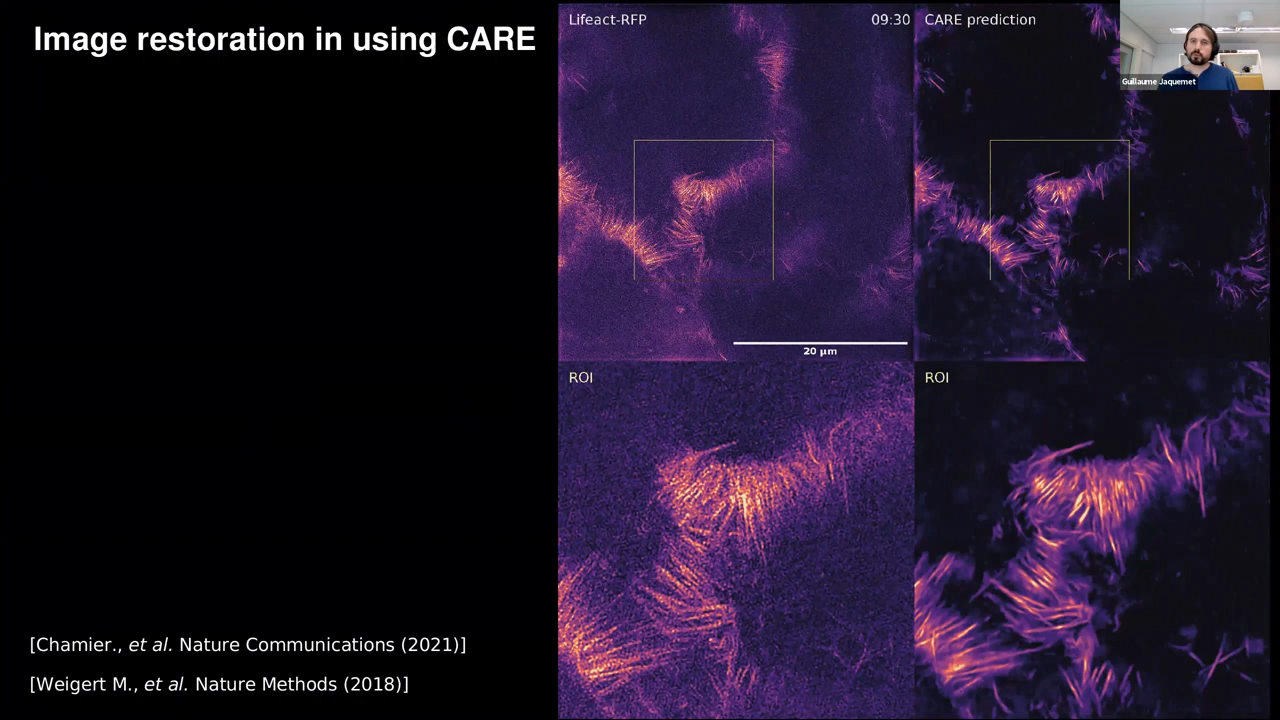 Image restoration in using CARE
Lifeact-RFP
09:30
CARE prediction
Guillaume Jaquemet
20 µm
ROI
ROI
[Chamier., et al. Nature Communications (2021)]
[Weigert M., et al. Nature Methods (2018)]